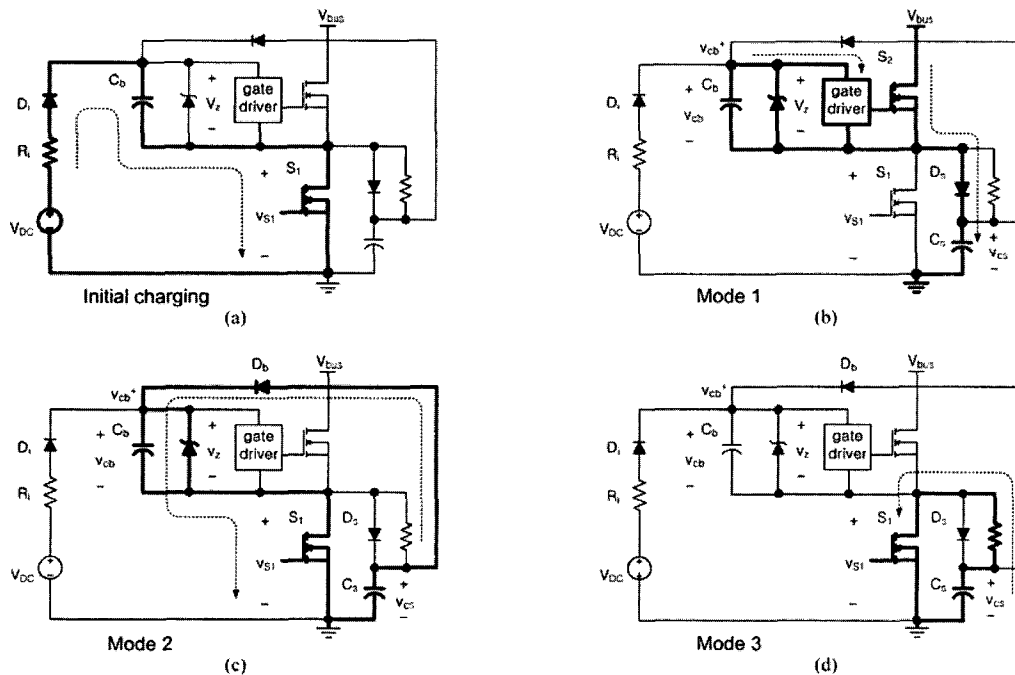 Vbus
Cb
Di
+
Vz
−
gate
driver
Ri
S1
+
VS1
VDC
−
Initial charging
(a)
Vbus
vcb+
S2
Di
+
Cb
vcb
−
+
Vz
−
gate
driver
Ri
+
S1
DS
vS1
VDC
−
CS
+
vcs
−
Mode 1
(b)
Db
Vbus
vcb+
Di
+
Cb
vcb
−
+
vz
−
gate
driver
Ri
+
S1
Ds
vS1
VDC
−
Cs
+
vcs
−
Mode 2
(c)
Db
Vbus
vcb+
Di
+
Cb
vcb
−
+
vz
−
gate
driver
Ri
+
S1
Ds
vS1
VDC
−
Cs
+
vcs
−
Mode 3
(d)